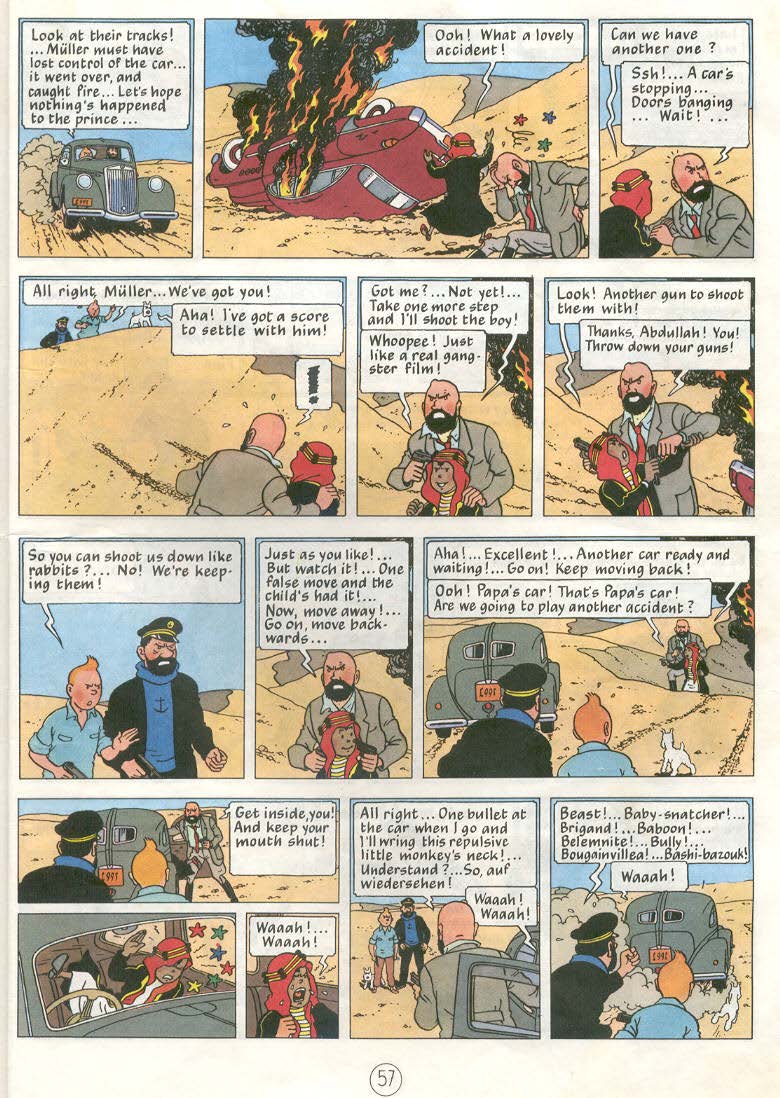 Look at their tracks!
...Müller must have
lost control of the car...
it went over, and
caught fire... Let's hope
nothing's happened
to the prince...
Ooh! What a lovely
accident!
Can we have
another one?
Ssh!... A car's
stopping...
Doors banging
... Wait! ...
All right, Müller... We've got you!
Aha! I've got a score
to settle with him!
!
Got me?... Not yet!...
Take one more step
and I'll shoot the boy!
Whoopee! Just
like a real gang-
ster film!
Look! Another gun to shoot
them with!
Thanks, Abdullah! You!
Throw down your guns!
So you can shoot us down like
rabbits?... No! We're keep-
ing them!
Just as you like!...
But watch it!... One
false move and the
child's had it!...
Now, move away!...
Go on, move back-
wards...
Aha!... Excellent!... Another car ready and
waiting!... Go on! Keep moving back!
Ooh! Papa's car! That's Papa's car!
Are we going to play another accident?
Get inside, you!
And keep your
mouth shut!
Waaah!...
Waaah!
All right... One bullet at
the car when I go and
I'll wring this repulsive
little monkey's neck!...
Understand?... So, auf
wiedersehen!
Waaah!
Waaah!
Beast!... Baby-snatcher!...
Brigand!...Baboon!...
Belemnite!... Bully!...
Bougainvillea!...Bashi-bazouk!
Waaah!
57